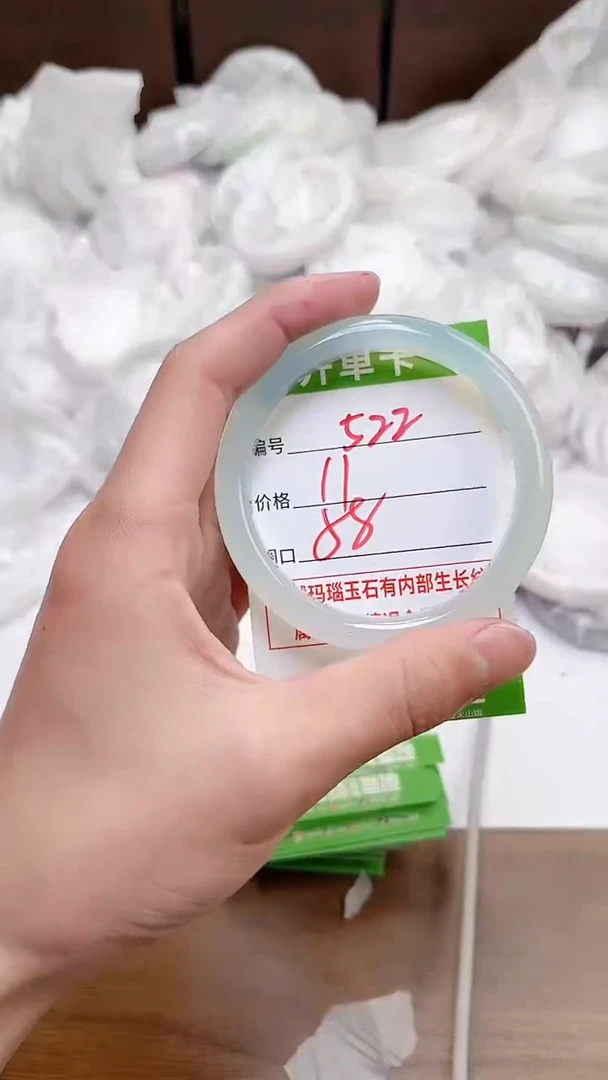 开单卡
编号 522
价格 11
圈口 88
玛瑙玉石有内部生长纹